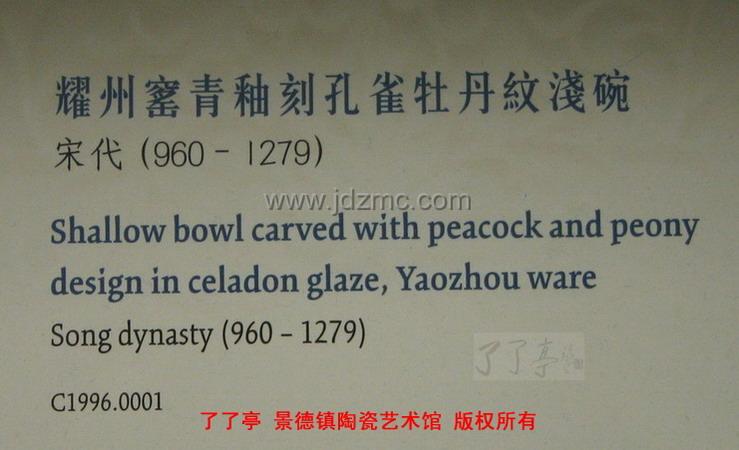 耀州窰青釉刻孔雀牡丹紋淺碗
宋代 (960 - 1279)
www.jdzmc.com
Shallow bowl carved with peacock and peony
design in celadon glaze, Yaozhou ware
Song dynasty (960 – 1279)
了了亭
C1996.0001
了了亭 景德镇陶瓷艺术馆 版权所有